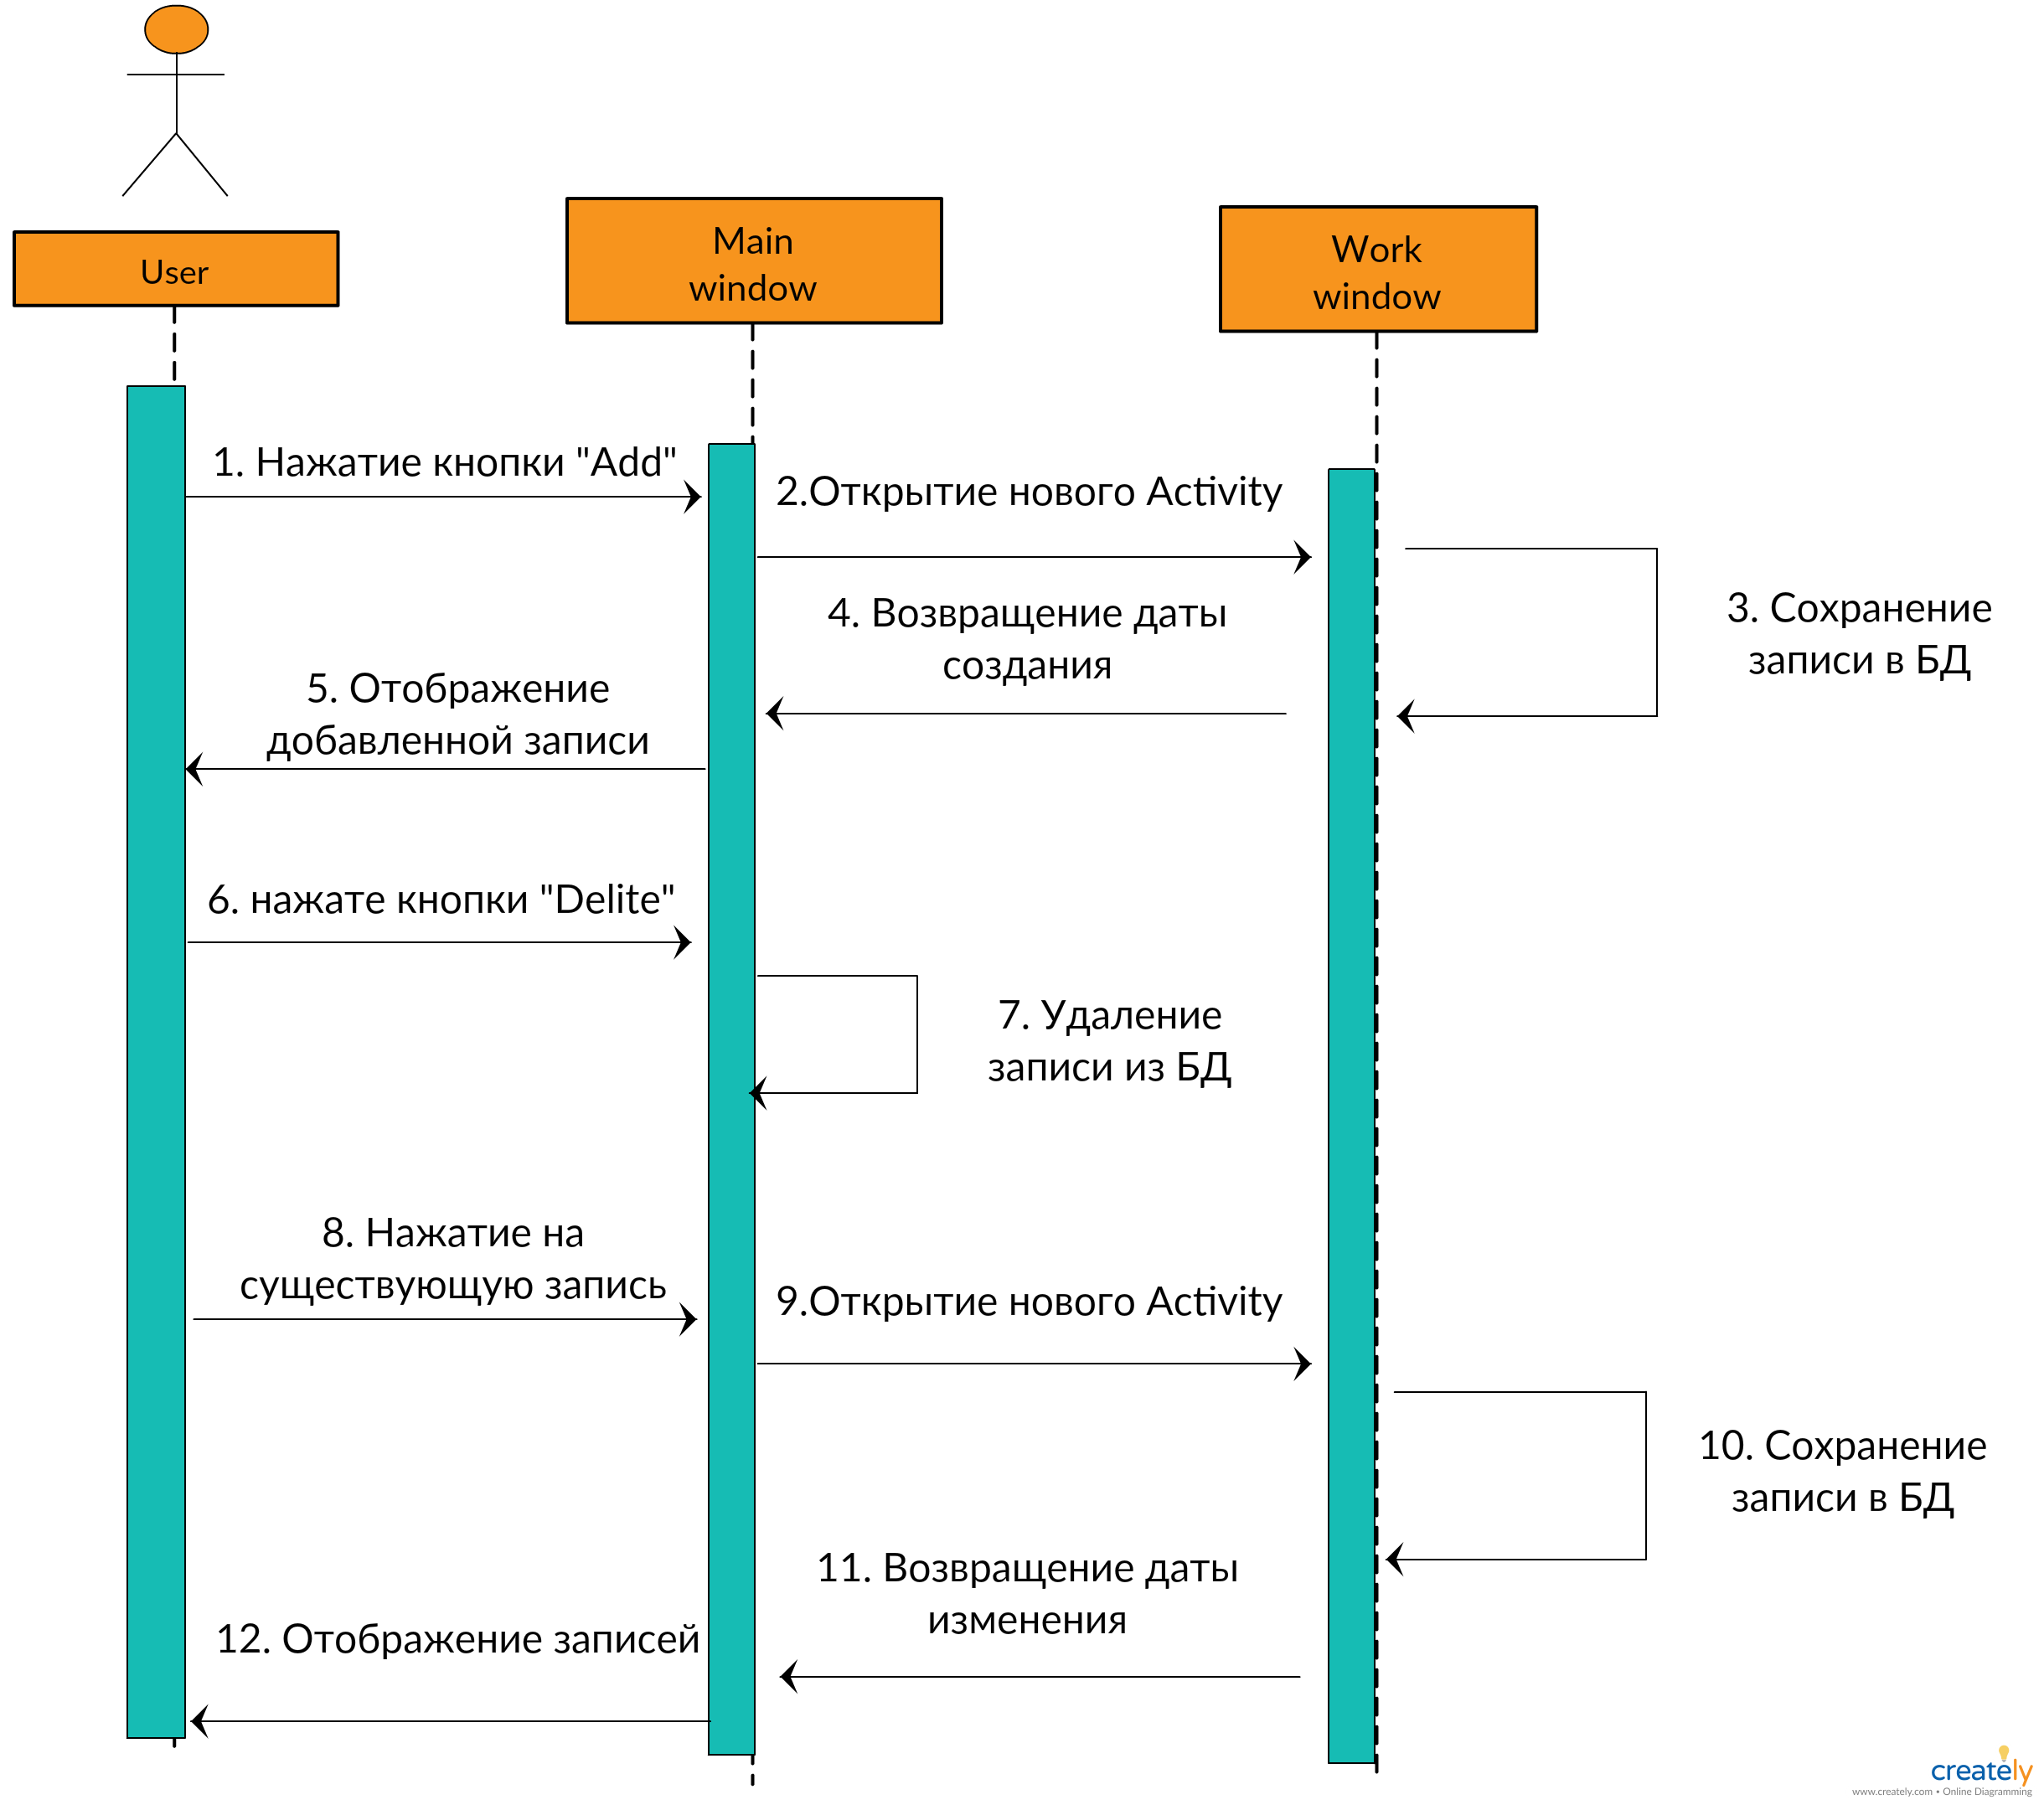 User
Main
window
Work
window
1. Нажатие кнопки "Add"
2.Открытие нового Activity
3. Сохранение
записи в БД
4. Возвращение даты
создания
5. Отображение
добавленной записи
6. нажате кнопки "Delite"
7. Удаление
записи из БД
8. Нажатие на
существующую запись
9.Открытие нового Activity
10. Сохранение
записи в БД
11. Возвращение даты
изменения
12. Отображение записей
creately
www.creately.com • Online Diagramming